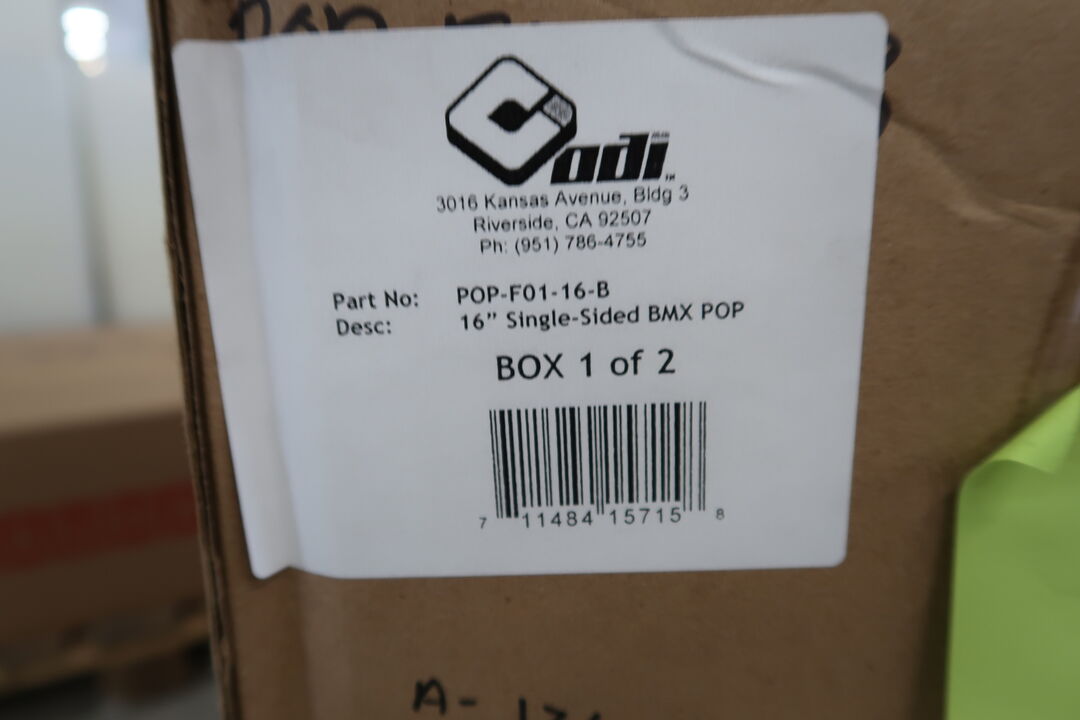 odi™
3016 Kansas Avenue, Bldg 3
Riverside, CA 92507
Ph: (951) 786-4755
Part No: POP-F01-16-B
Desc: 16” Single-Sided BMX POP
BOX 1 of 2
7 11484 15715 8
A-